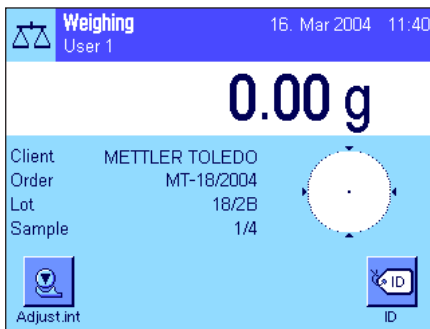 Weighing 16. Mar 2004 11:40
User 1
0.00 g
Client METTLER TOLEDO
Order MT-18/2004
Lot 18/2B
Sample 1/4
ID
Adjust.int ID